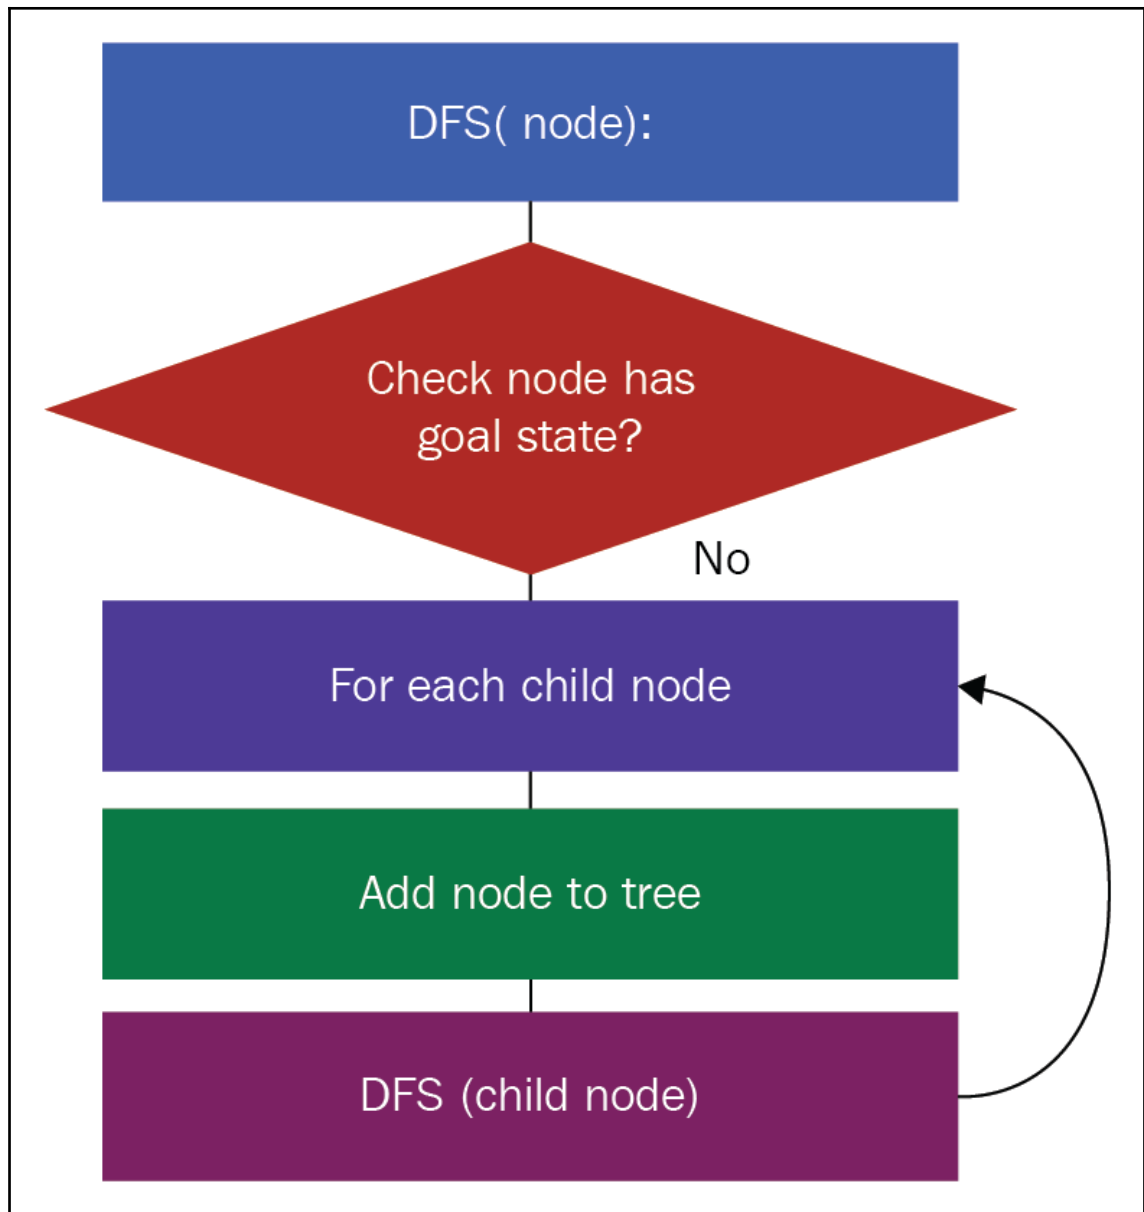 DFS( node):
Check node has
goal state?
No
For each child node
Add node to tree
DFS (child node)